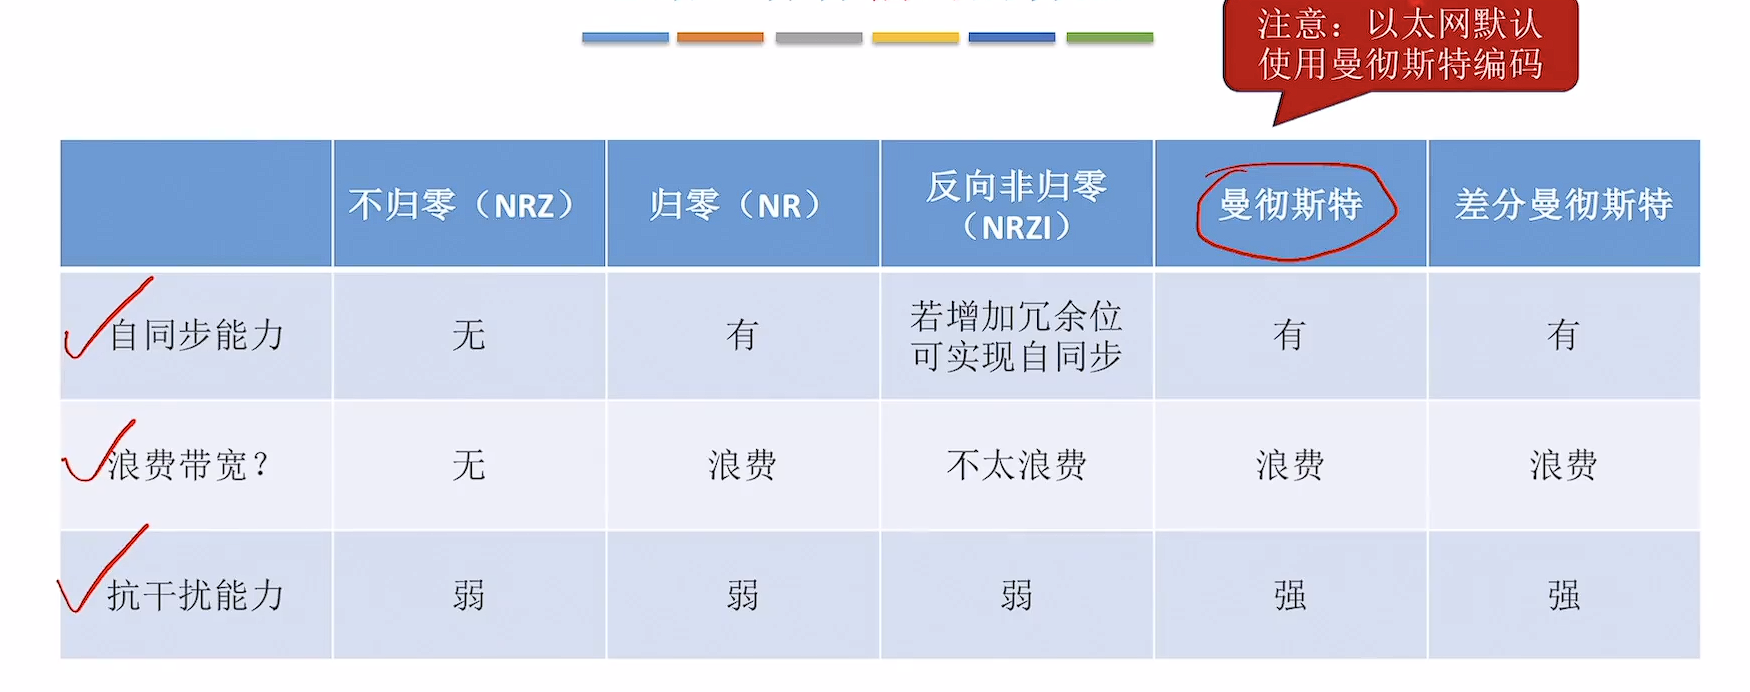 注意：以太网默认
使用曼彻斯特编码
不归零（NRZ）
归零（NR）
反向非归零
（NRZI）
曼彻斯特
差分曼彻斯特
自同步能力
无
有
若增加冗余位
可实现自同步
有
有
浪费带宽？
无
浪费
不太浪费
浪费
浪费
抗干扰能力
弱
弱
弱
强
强